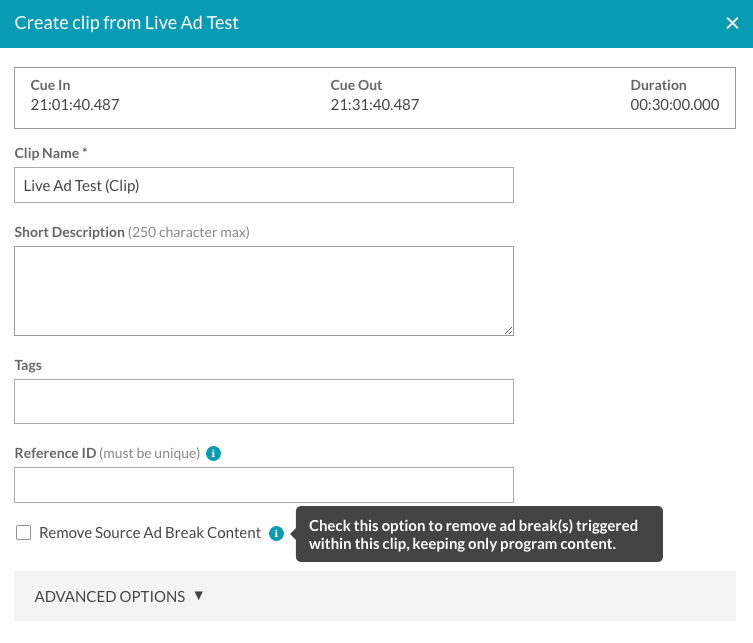 Create clip from Live Ad Test
Cue In
Cue Out
Duration
21:01:40.487
21:31:40.487
00:30:00.000
Clip Name *
Live Ad Test (Clip)
Short Description (250 character max)
Tags
Reference ID (must be unique)
Remove Source Ad Break Content
Check this option to remove ad break(s) triggered
within this clip, keeping only program content.
ADVANCED OPTIONS